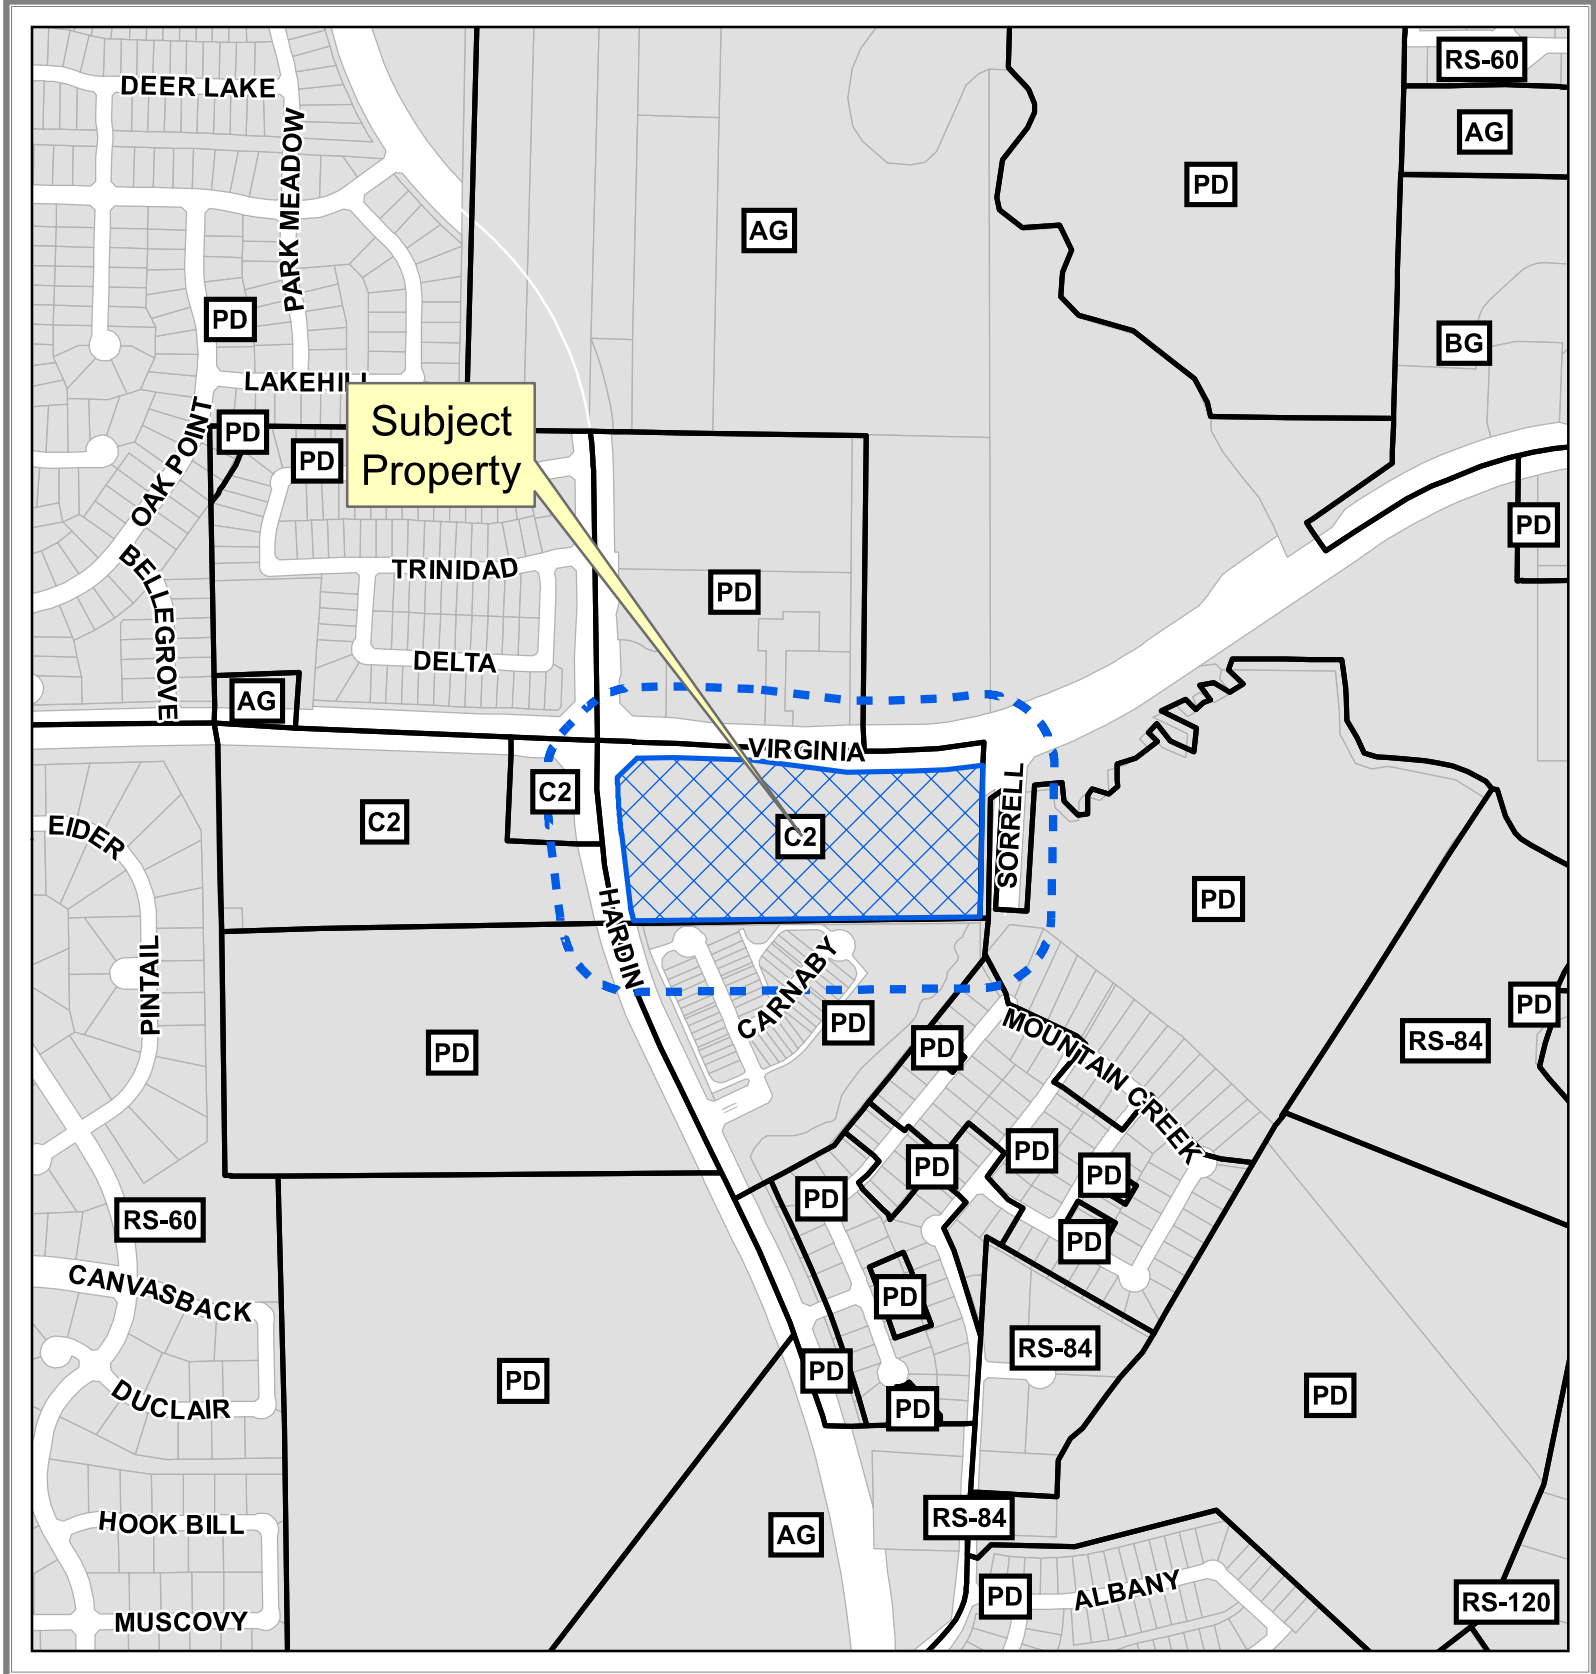 RS-60
DEER LAKE
AG
PARK MEADOW
PD
AG
PD
BG
LAKEHILL
Subject
Property
PD
PD
OAK POINT
PD
BELLEGROVE
TRINIDAD
PD
DELTA
AG
VIRGINIA
C2
C2
C2
SORRELL
EIDER
HARDIN
PD
PINTAIL
CARNABY
PD
PD
MOUNTAIN CREEK
PD
RS-84
PD
PD
PD
PD
PD
PD
RS-60
PD
CANVASBACK
PD
RS-84
PD
PD
PD
PD
DUCLAIR
HOOK BILL
AG
RS-84
PD
ALBANY
RS-120
MUSCOVY